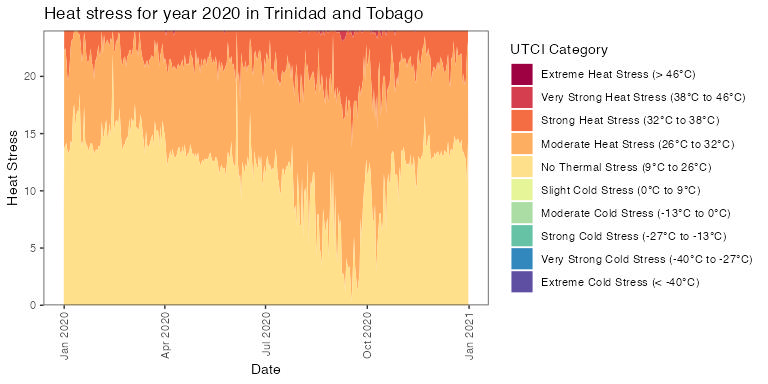 Heat stress for year 2020 in Trinidad and Tobago
Heat Stress
20
15
10
5
0
Jan 2020
Apr 2020
Jul 2020
Oct 2020
Jan 2021
Date
UTCI Category
Extreme Heat Stress (> 46°C)
Very Strong Heat Stress (38°C to 46°C)
Strong Heat Stress (32°C to 38°C)
Moderate Heat Stress (26°C to 32°C)
No Thermal Stress (9°C to 26°C)
Slight Cold Stress (0°C to 9°C)
Moderate Cold Stress (-13°C to 0°C)
Strong Cold Stress (-27°C to -13°C)
Very Strong Cold Stress (-40°C to -27°C)
Extreme Cold Stress (< -40°C)